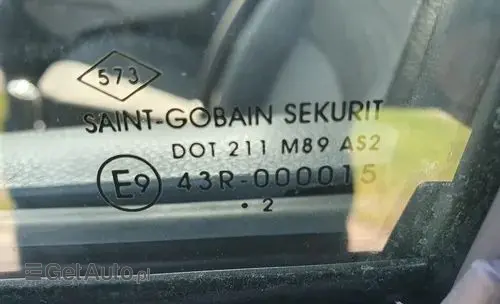 573
SAINT-GOBAIN SEKURIT
DOT 211 M89 AS2
E9 43R-000015
. 2
GetAuto.pl